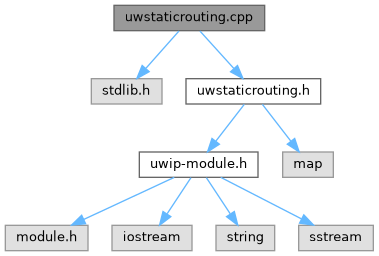 uwstaticrouting.cpp
stdlib.h
uwstaticrouting.h
uwip-module.h
map
module.h
iostream
string
sstream